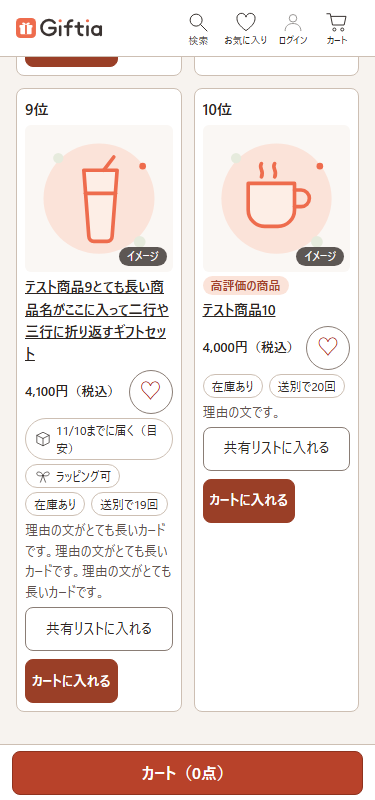 Giftia
検索
お気に入り
ログイン
カート
9位
イメージ
テスト商品9とても長い商
品名がここに入って二行や
三行に折り返すギフトセッ
ト
4,100円（税込）
11/10までに届く（目
安）
ラッピング可
在庫あり
送別で19回
理由の文がとても長いカード
です。理由の文がとても長い
カードです。理由の文がとても
長いカードです。
共有リストに入れる
カートに入れる
10位
イメージ
高評価の商品
テスト商品10
4,000円（税込）
在庫あり
送別で20回
理由の文です。
共有リストに入れる
カートに入れる
カート（0点）